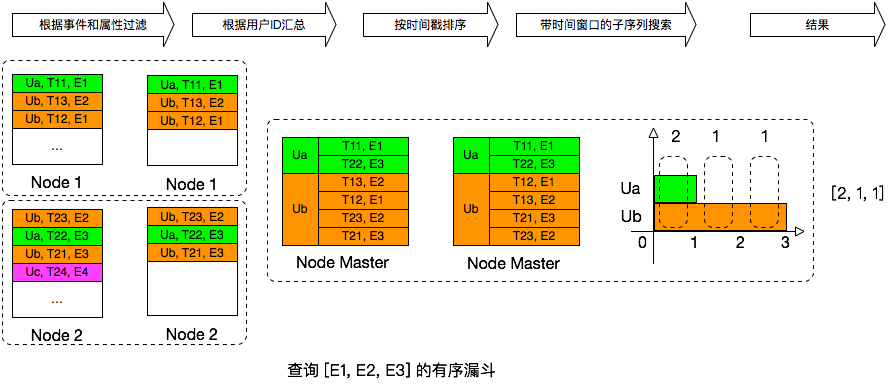 根据事件和属性过滤
根据用户ID汇总
按时间戳排序
带时间窗口的子序列搜索
结果
Ua, T11, E1
Ub, T13, E2
Ub, T12, E1
...
Node 1
Ua, T11, E1
Ub, T13, E2
Ub, T12, E1
Node 1
Ub, T23, E2
Ua, T22, E3
Ub, T21, E3
Uc, T24, E4
...
Node 2
Ub, T23, E2
Ua, T22, E3
Ub, T21, E3
Node 2
Ua
T11, E1
T22, E3
Ub
T13, E2
T12, E1
T23, E2
T21, E3
Node Master
Ua
T11, E1
T22, E3
Ub
T12, E1
T13, E2
T21, E3
T23, E2
Node Master
2 1 1
Ua
Ub
0 1 2 3
[2, 1, 1]
查询 [E1, E2, E3] 的有序漏斗